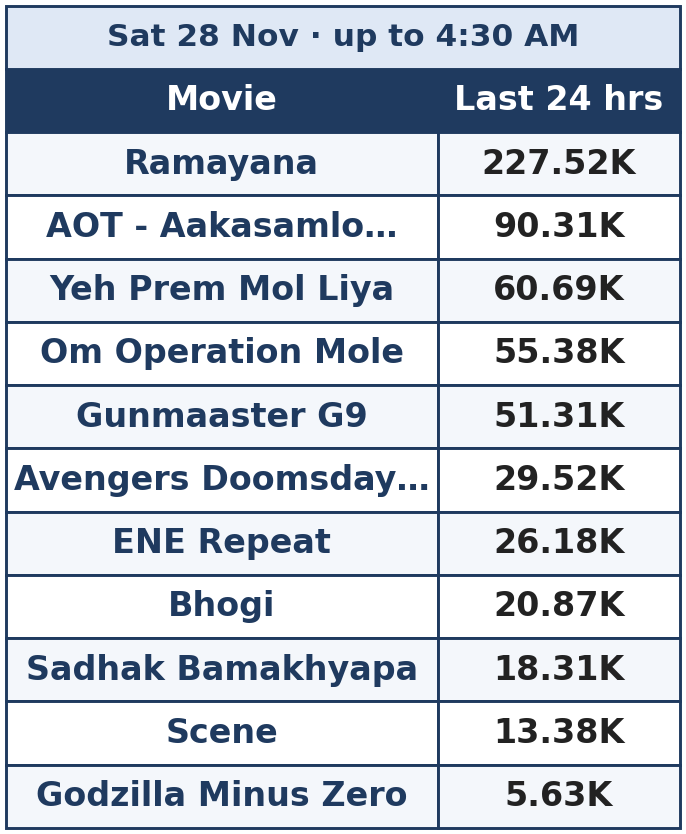 Sat 28 Nov · up to 4:30 AM
Movie Last 24 hrs
Ramayana 227.52K
AOT - Aakasamlo... 90.31K
Yeh Prem Mol Liya 60.69K
Om Operation Mole 55.38K
Gunmaaster G9 51.31K
Avengers Doomsday... 29.52K
ENE Repeat 26.18K
Bhogi 20.87K
Sadhak Bamakhyapa 18.31K
Scene 13.38K
Godzilla Minus Zero 5.63K